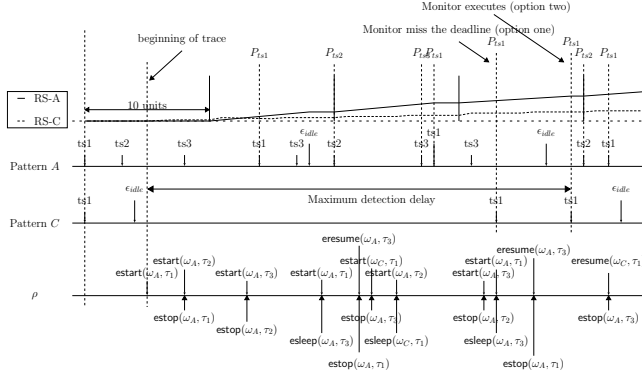 Monitor executes (option two)
Monitor miss the deadline (option one)
beginning of trace
P_ts1 P_ts2 P_ts3 P_ts1 P_ts1 P_ts1 P_ts2 P_ts1
RS-A
RS-C
10 units
ts1 ts2 ts3 ts1 ts3 ϵ_idle ts2 ts3 ts1 ts3 ϵ_idle ts2 ts1
Pattern A
ts1 ϵ_idle Maximum detection delay ts1 ts1 ϵ_idle
Pattern C
eresume(ω_A, τ_3)
estart(ω_A, τ_2) estart(ω_C, τ_1) eresume(ω_A, τ_3) eresume(ω_C, τ_1)
estart(ω_A, τ_1) estart(ω_A, τ_3) estart(ω_A, τ_1) estart(ω_A, τ_2) estart(ω_A, τ_1)
ρ
estop(ω_A, τ_1) estop(ω_A, τ_2) estop(ω_A, τ_2) estop(ω_A, τ_3)
esleep(ω_A, τ_3) esleep(ω_C, τ_1) esleep(ω_A, τ_3)
estop(ω_A, τ_1) estop(ω_A, τ_1)